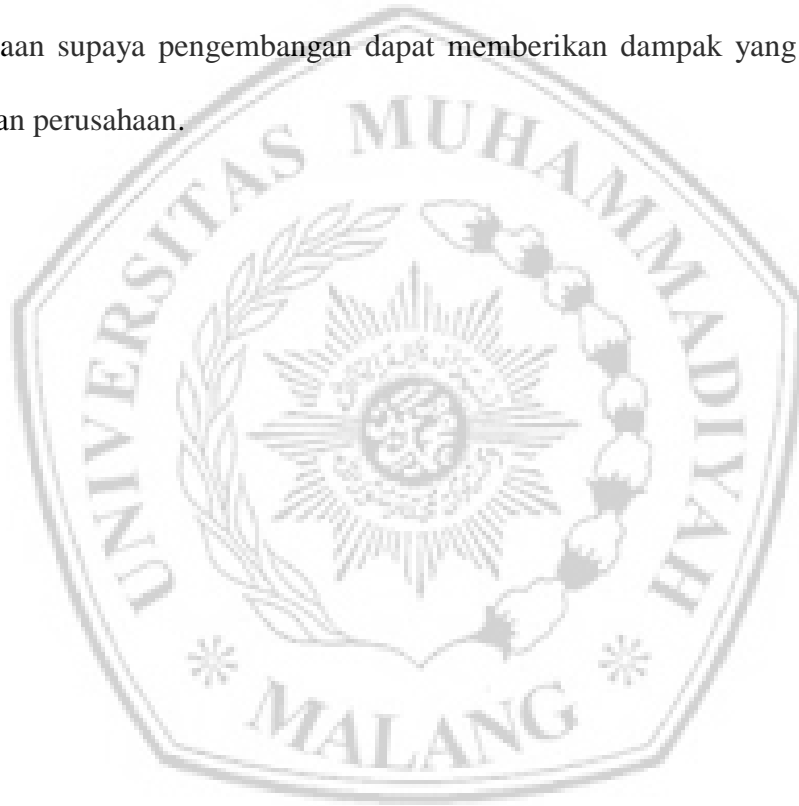 aan supaya pengembangan dapat memberikan dampak yang
an perusahaan.
UNIVERSITAS MUHAMMADIYAH
MALANG